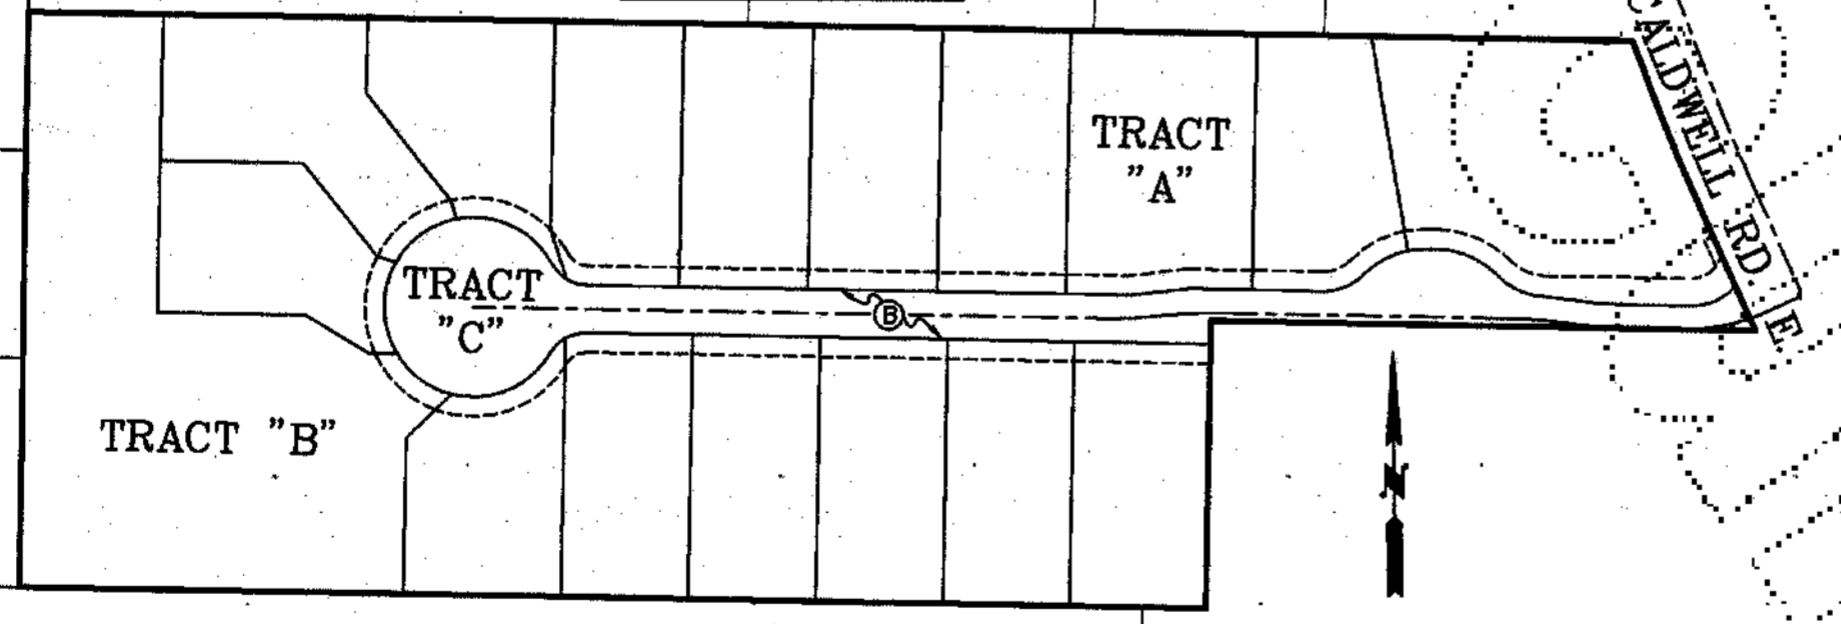 CALDWELL RD E
TRACT
"A"
TRACT
"C"
B
TRACT "B"
N